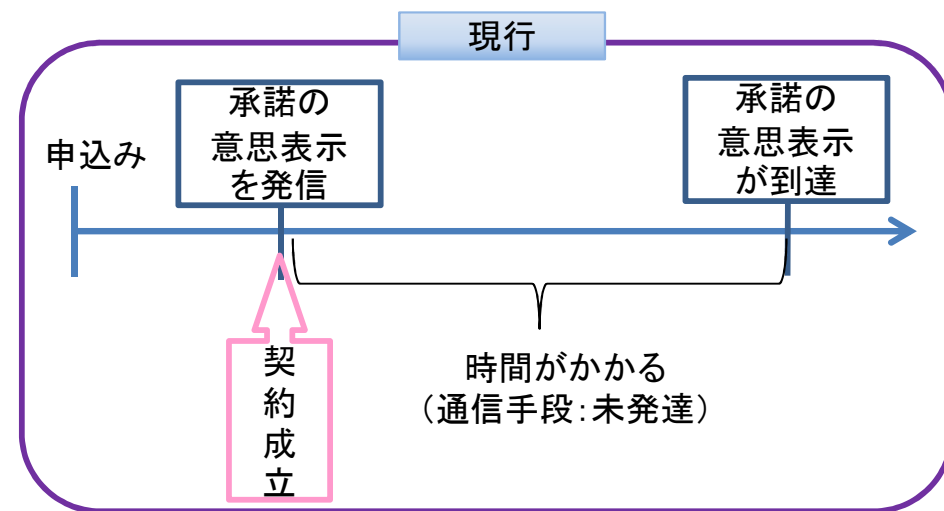 現行
申込み
承諾の
意思表示
を発信
承諾の
意思表示
が到達
契
約
成
立
時間がかかる
（通信手段：未発達）